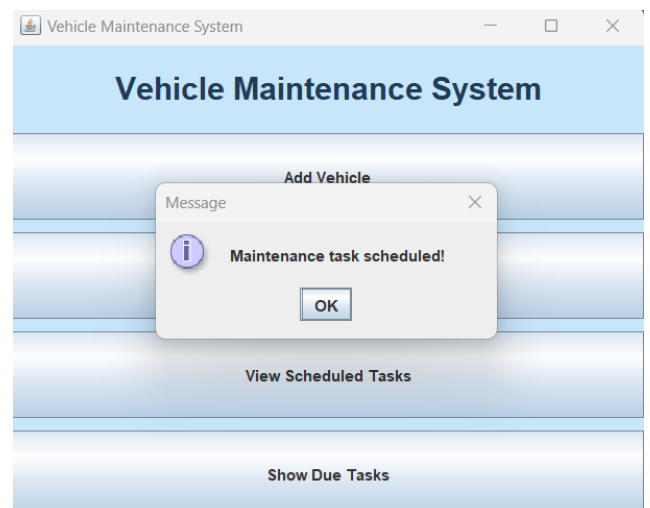 Vehicle Maintenance System
Vehicle Maintenance System
Add Vehicle
Message
Maintenance task scheduled!
OK
View Scheduled Tasks
Show Due Tasks